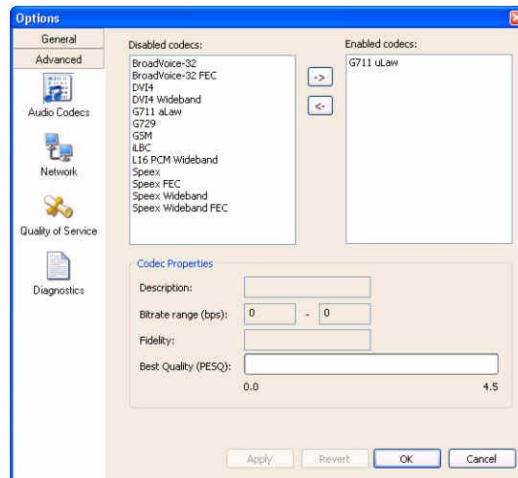 Options
General
Advanced
Audio Codecs
Network
Quality of Service
Diagnostics
Disabled codecs:
BroadVoice-32
BroadVoice-32 FEC
DVI4
DVI4 Wideband
G711 aLaw
G729
GSM
iLBC
L16 PCM Wideband
Speex
Speex FEC
Speex Wideband
Speex Wideband FEC
->
<-
Enabled codecs:
G711 uLaw
Codec Properties
Description:
Bitrate range (bps): 0 - 0
Fidelity:
Best Quality (PESQ):
0.0 4.5
Apply Revert OK Cancel